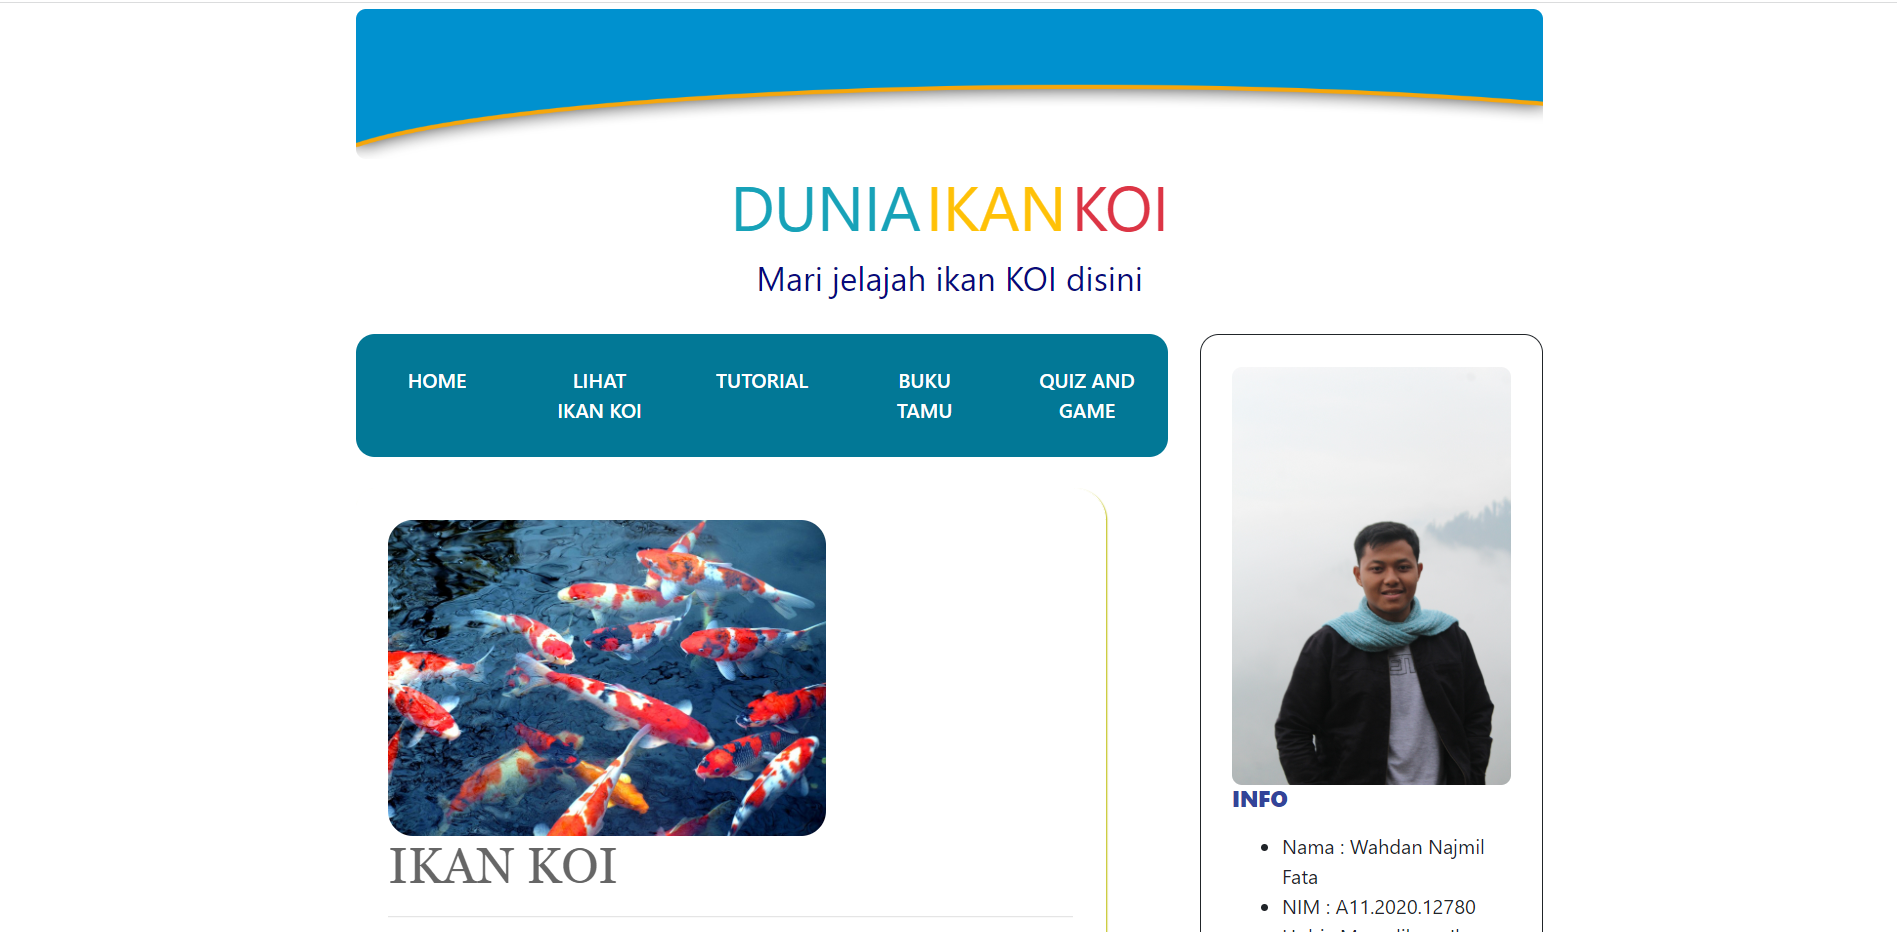 DUNIA IKAN KOI
Mari jelajah ikan KOI disini
HOME
LIHAT
IKAN KOI
TUTORIAL
BUKU
TAMU
QUIZ AND
GAME
IKAN KOI
INFO
Nama : Wahdan Najmil
Fata
NIM : A11.2020.12780